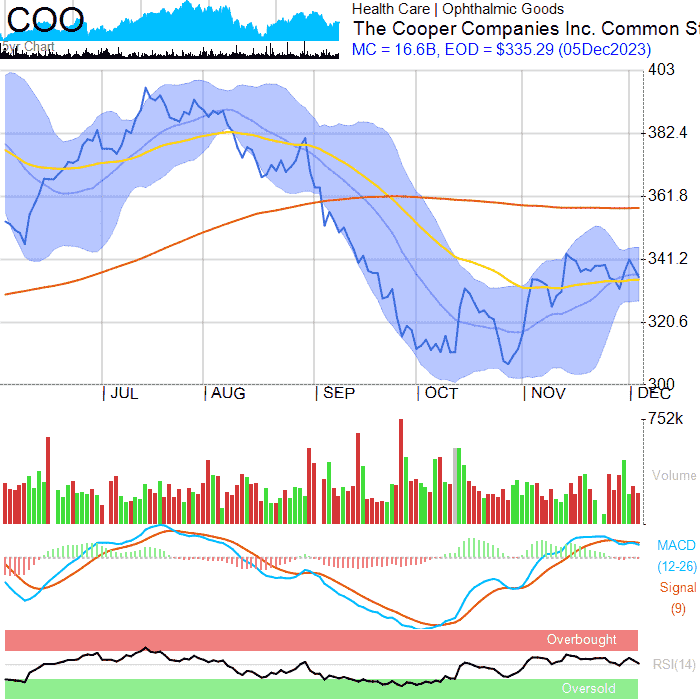 COO
Health Care | Ophthalmic Goods
The Cooper Companies Inc. Common St
MC = 16.6B, EOD = $335.29 (05Dec2023)
Chart
403
382.4
361.8
341.2
320.6
300
JUL
AUG
SEP
OCT
NOV
DEC
752k
Volume
MACD
(12-26)
Signal
(9)
Overbought
RSI(14)
Oversold